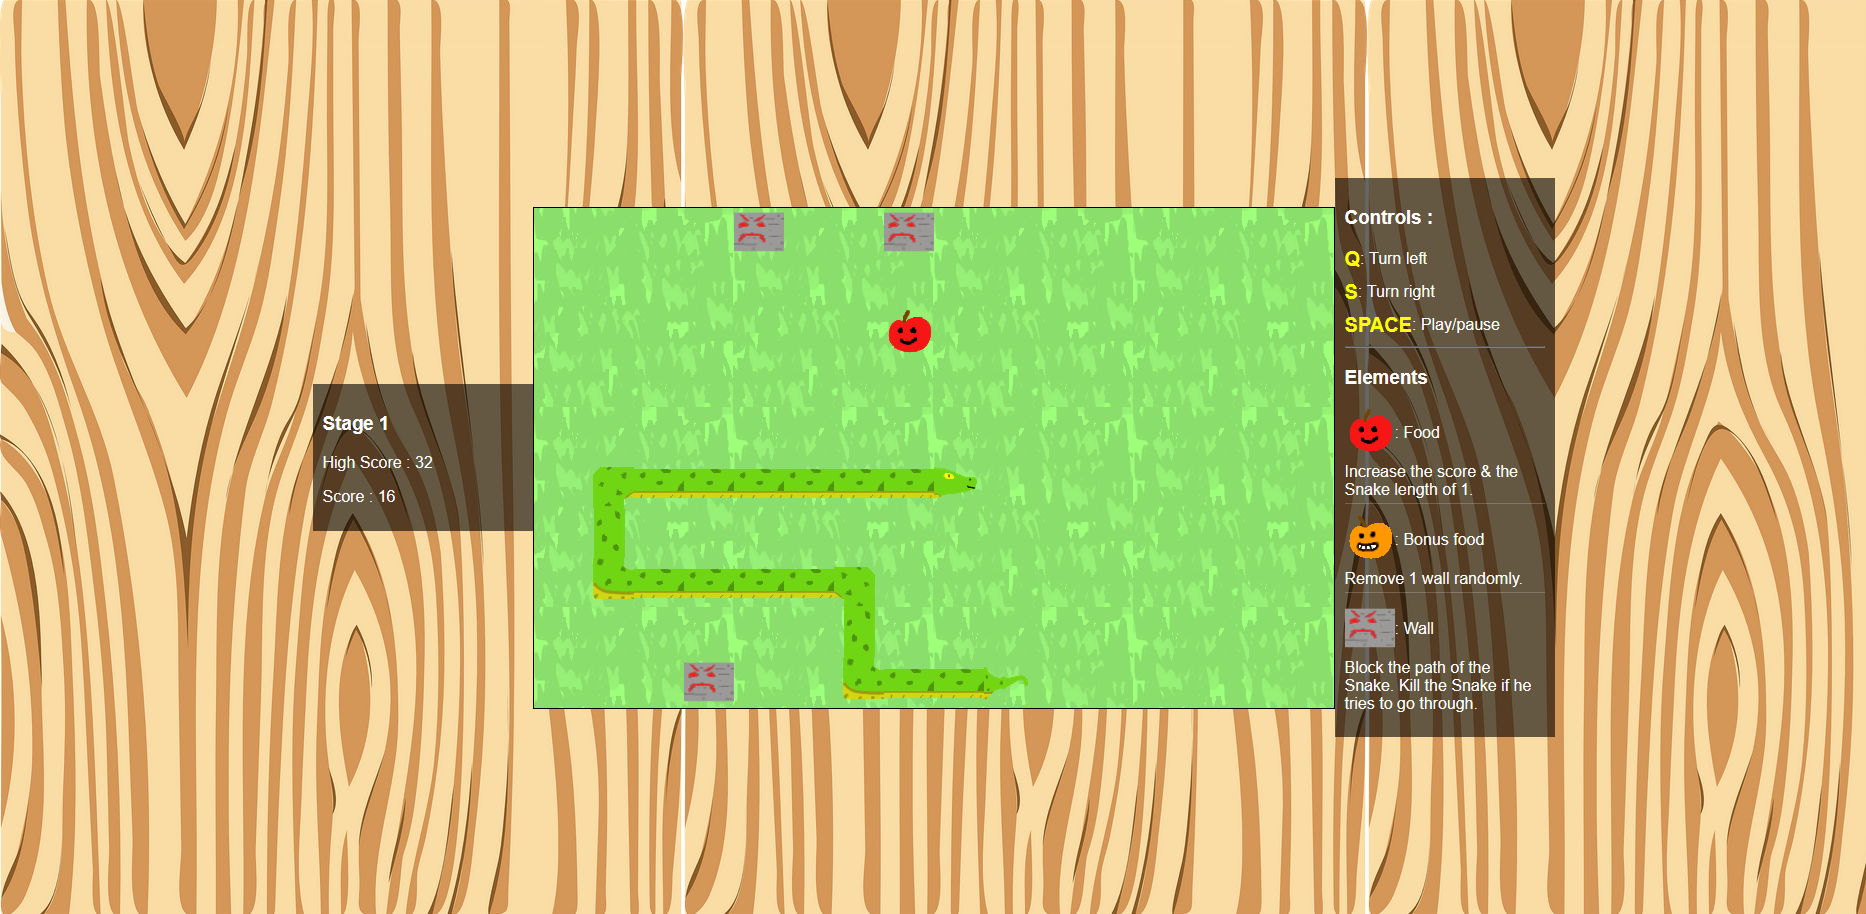 Stage 1
High Score : 32
Score : 16
Controls :
Q: Turn left
S: Turn right
SPACE: Play/pause
Elements
: Food
Increase the score & the
Snake length of 1.
: Bonus food
Remove 1 wall randomly.
: Wall
Block the path of the
Snake. Kill the Snake if he
tries to go through.